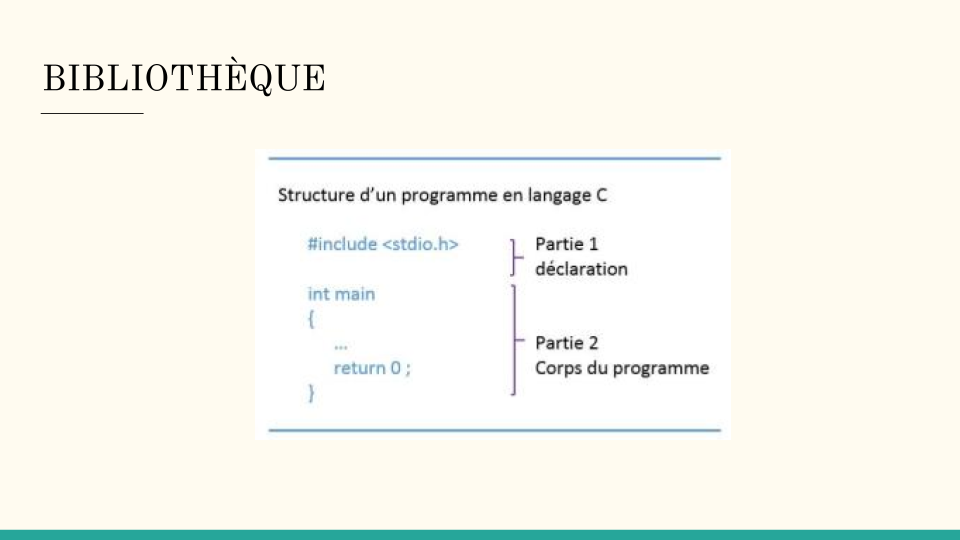 BIBLIOTHÈQUE
Structure d’un programme en langage C
#include <stdio.h>
Partie 1
déclaration
int main
{
...
return 0 ;
}
Partie 2
Corps du programme